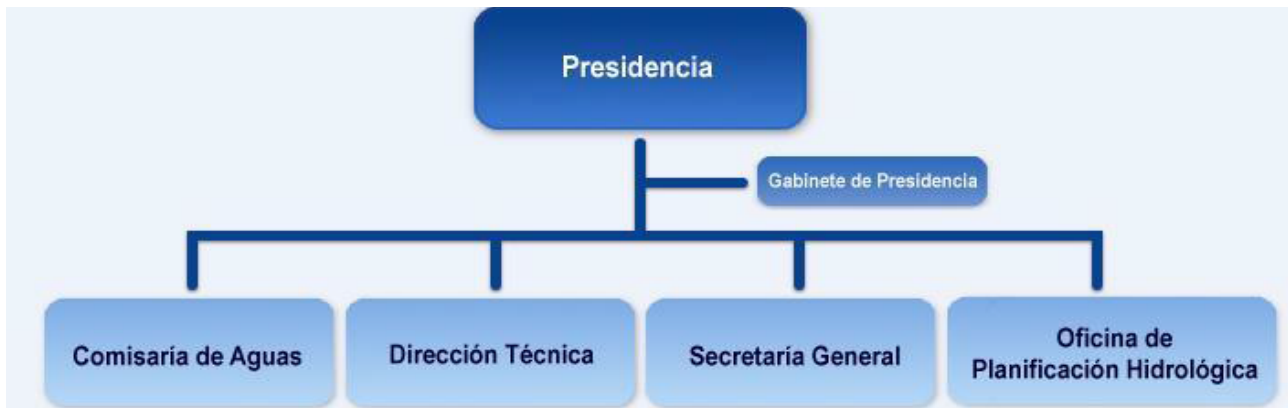 Presidencia
Gabinete de Presidencia
Comisaría de Aguas
Dirección Técnica
Secretaría General
Oficina de
Planificación Hidrológica